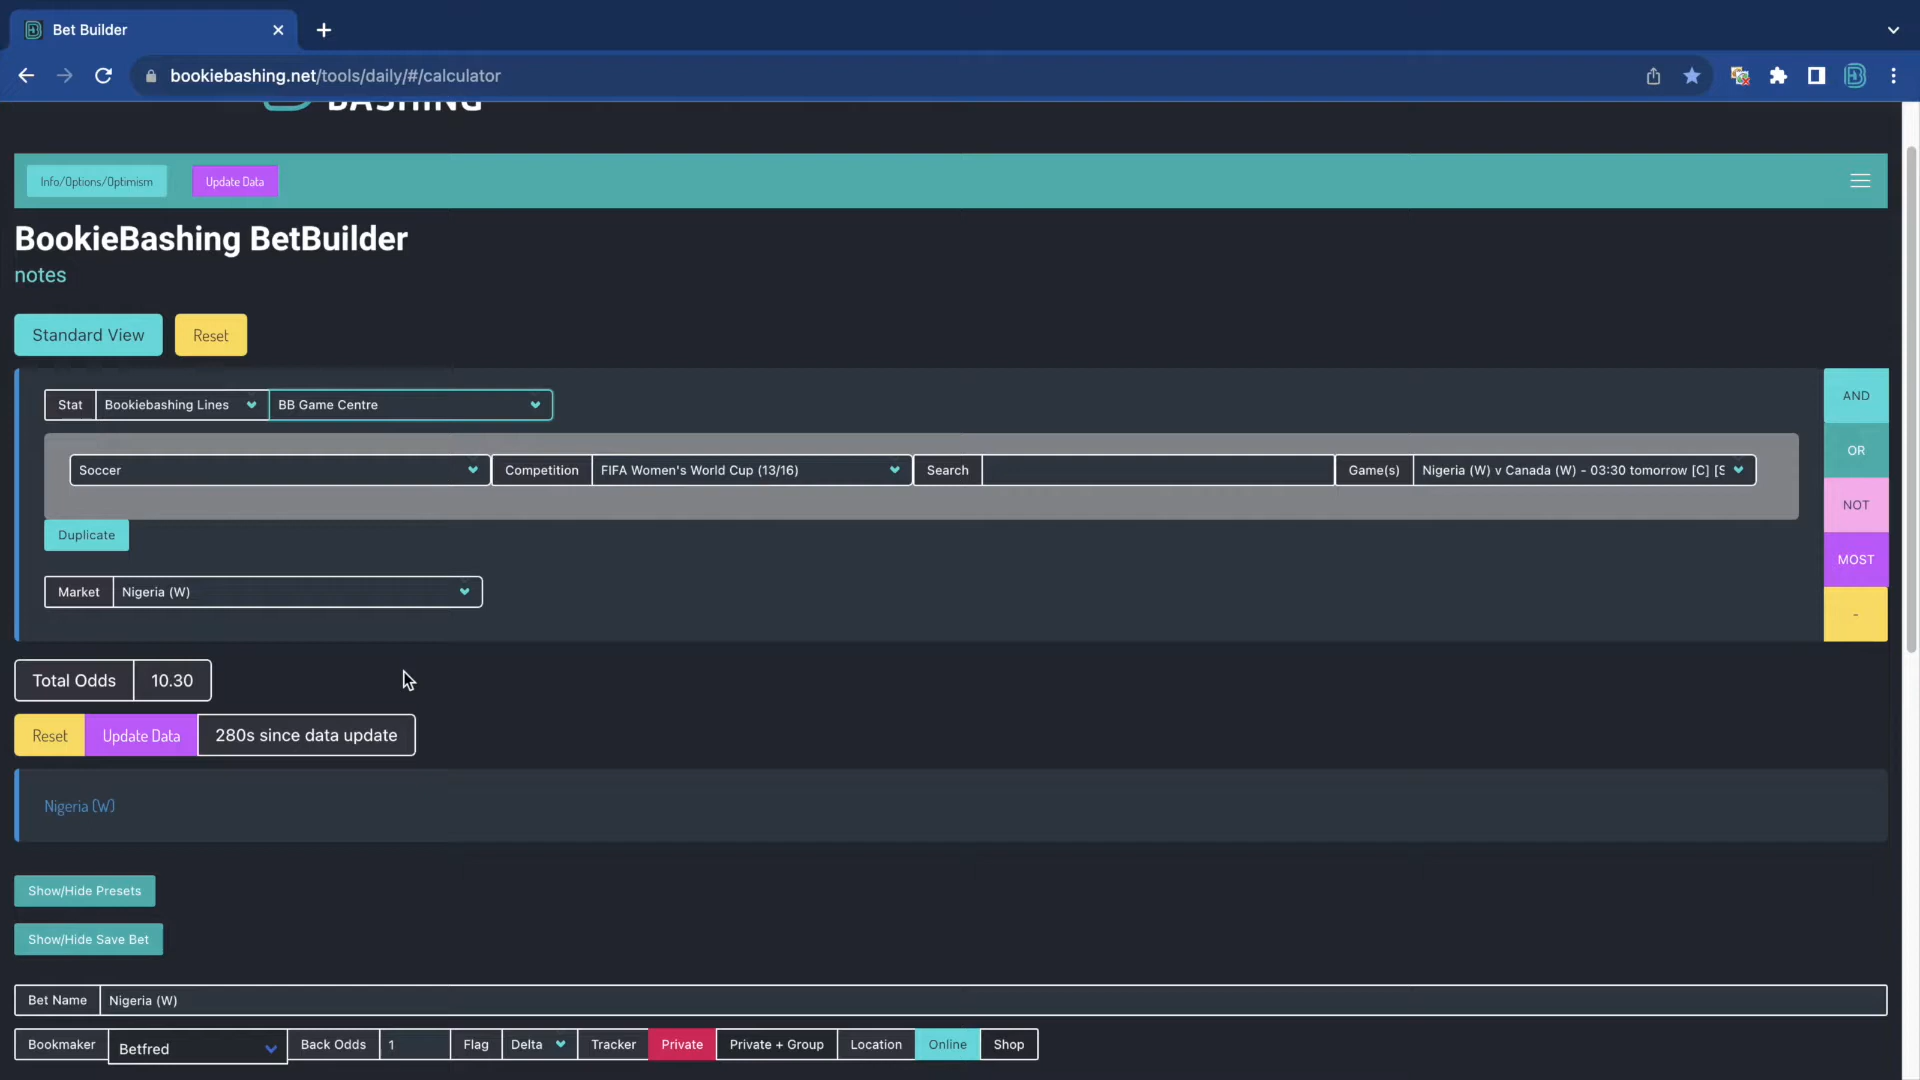 Bet Builder
bookiebashing.net/tools/daily/#/calculator
BASHING
Info/Options/Optimism Update Data
BookieBashing BetBuilder
notes
Standard View Reset
Stat Bookiebashing Lines BB Game Centre
AND
OR
NOT
MOST
-
Soccer Competition FIFA Women's World Cup (13/16) Search Game(s) Nigeria (W) v Canada (W) - 03:30 tomorrow [C] [S
Duplicate
Market Nigeria (W)
Total Odds 10.30
Reset Update Data 280s since data update
Nigeria (W)
Show/Hide Presets
Show/Hide Save Bet
Bet Name Nigeria (W)
Bookmaker Betfred Back Odds 1 Flag Delta Tracker Private Private + Group Location Online Shop